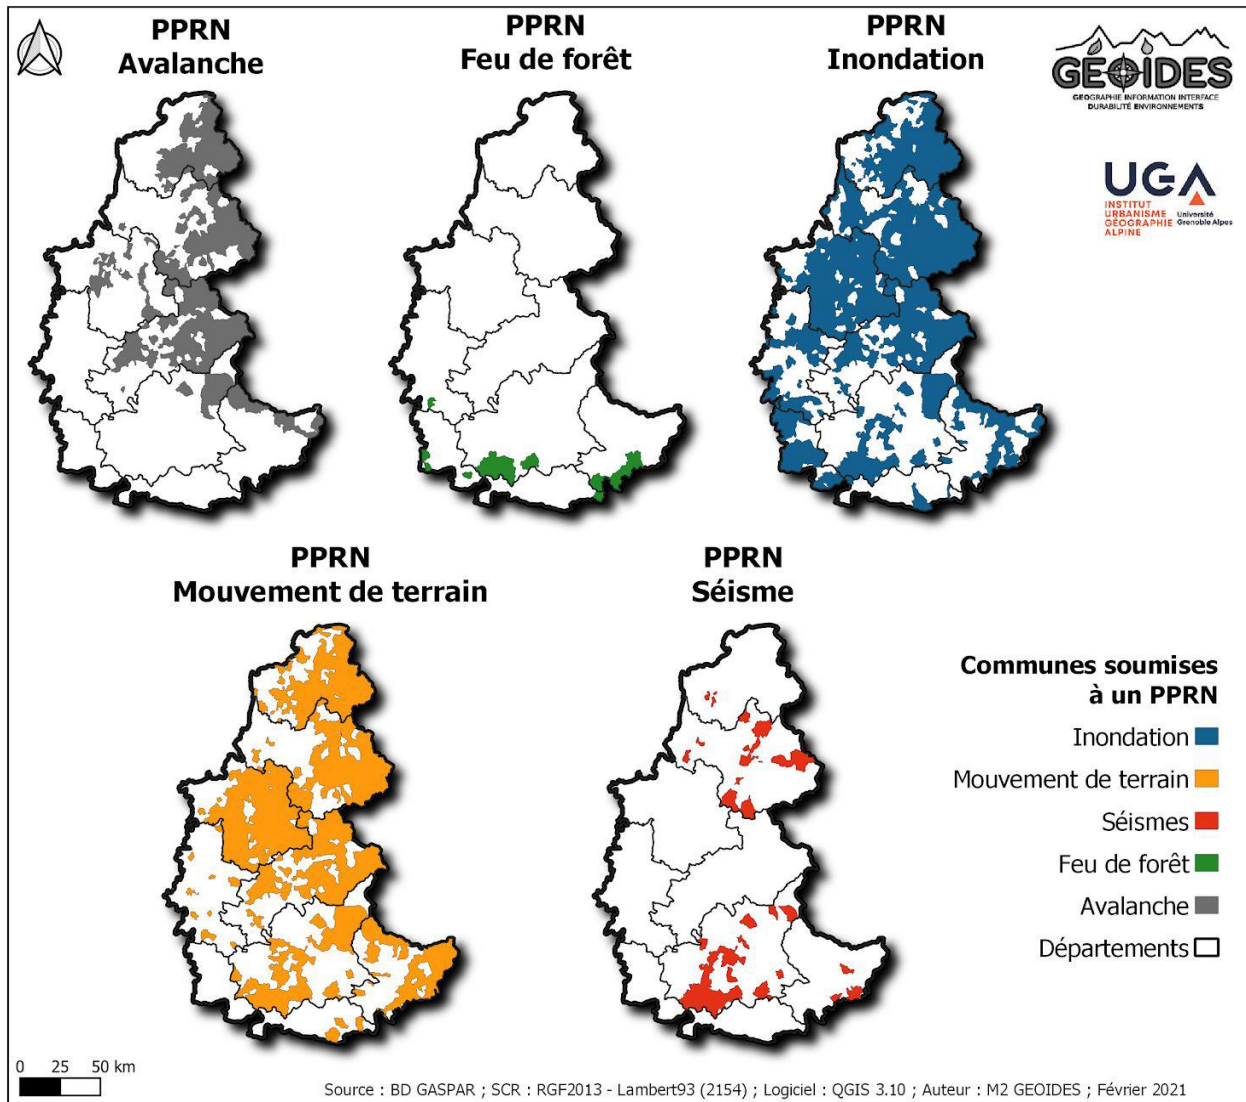 PPRN
Avalanche
PPRN
Feu de forêt
PPRN
Inondation
GÉOIDES
GEOGRAPHIE INFORMATION INTERFACE
DURABILITÉ ENVIRONNEMENTS
UGA
INSTITUT
URBANISME
GÉOGRAPHIE
ALPINE
Université
Grenoble Alpes
PPRN
Mouvement de terrain
PPRN
Séisme
Communes soumises
à un PPRN
Inondation
Mouvement de terrain
Séismes
Feu de forêt
Avalanche
Départements
0 25 50 km
Source : BD GASPAR ; SCR : RGF2013 - Lambert93 (2154) ; Logiciel : QGIS 3.10 ; Auteur : M2 GEOIDES ; Février 2021